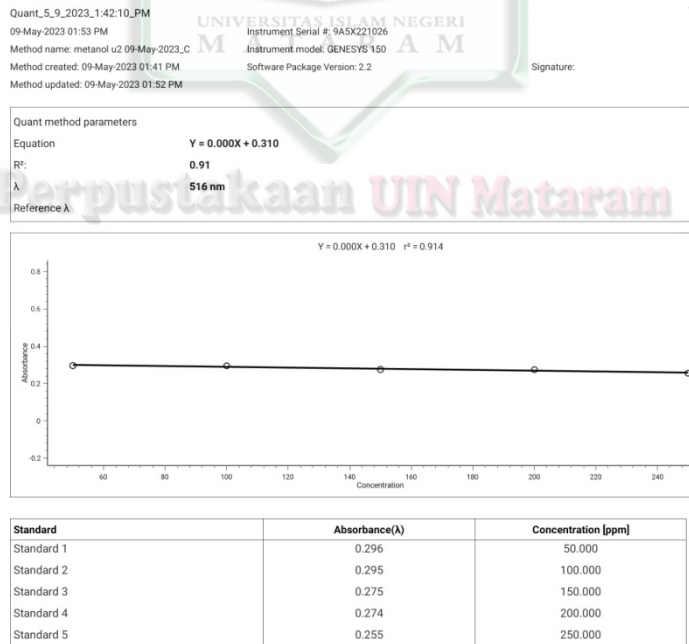 Quant_5_9_2023_1:42:10_PM
UNIVERSITAS ISLAM NEGERI
09-May-2023 01:53 PM Instrument Serial #: 9A5X221026
MATARAM
Method name: metanol u2 09-May-2023_C Instrument model: GENESYS 150
Method created: 09-May-2023 01:41 PM Software Package Version: 2.2 Signature:
Method updated: 09-May-2023 01:52 PM
Quant method parameters
Equation Y = 0.000X + 0.310
R²: 0.91
λ 516 nm
Perpustakaan UIN Mataram
Reference λ
Y = 0.000X + 0.310 r² = 0.914
0.8
0.6
0.4
0.2
0
-0.2
Absorbance
60 80 100 120 140 160 180 200 220 240
Concentration
Standard Absorbance(λ) Concentration [ppm]
Standard 1 0.296 50.000
Standard 2 0.295 100.000
Standard 3 0.275 150.000
Standard 4 0.274 200.000
Standard 5 0.255 250.000